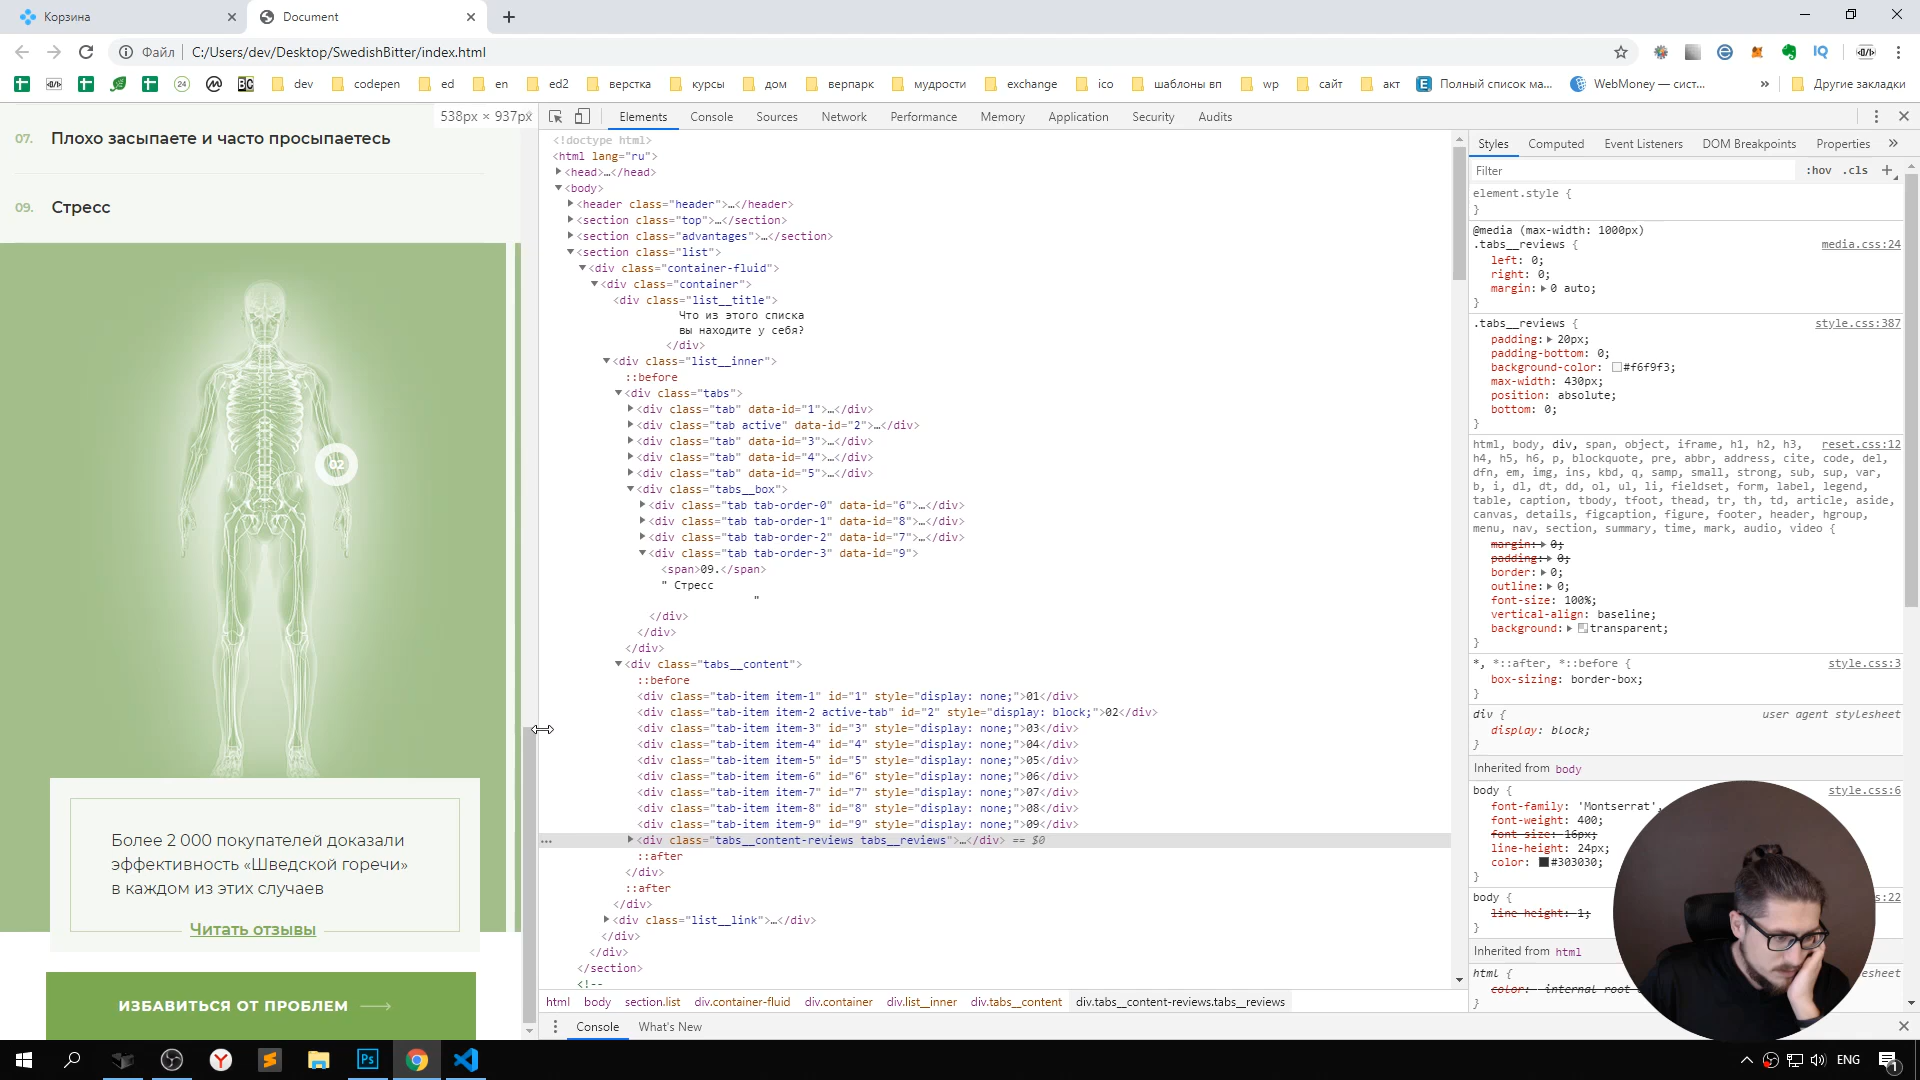 Корзина
Document
Файл
C:/Users/dev/Desktop/SwedishBitter/index.html
dev
codepen
ed
en
ed2
верстка
курсы
дом
верпарк
мудрости
exchange
ico
шаблоны вп
wp
сайт
акт
Полный список ма...
WebMoney — сист...
»
Другие закладки
538px × 937px
07. Плохо засыпаете и часто просыпаетесь
09. Стресс
02
Более 2 000 покупателей доказали
эффективность «Шведской горечи»
в каждом из этих случаев
Читать отзывы
ИЗБАВИТЬСЯ ОТ ПРОБЛЕМ
Elements Console Sources Network Performance Memory Application Security Audits
<!doctype html>
<html lang="ru">
<head>…</head>
<body>
<header class="header">…</header>
<section class="top">…</section>
<section class="advantages">…</section>
<section class="list">
<div class="container-fluid">
<div class="container">
<div class="list__title">
Что из этого списка
вы находите у себя?
</div>
<div class="list__inner">
::before
<div class="tabs">
<div class="tab" data-id="1">…</div>
<div class="tab active" data-id="2">…</div>
<div class="tab" data-id="3">…</div>
<div class="tab" data-id="4">…</div>
<div class="tab" data-id="5">…</div>
<div class="tabs__box">
<div class="tab tab-order-0" data-id="6">…</div>
<div class="tab tab-order-1" data-id="8">…</div>
<div class="tab tab-order-2" data-id="7">…</div>
<div class="tab tab-order-3" data-id="9">
<span>09.</span>
" Стресс
"
</div>
</div>
</div>
<div class="tabs__content">
::before
<div class="tab-item item-1" id="1" style="display: none;">01</div>
<div class="tab-item item-2 active-tab" id="2" style="display: block;">02</div>
<div class="tab-item item-3" id="3" style="display: none;">03</div>
<div class="tab-item item-4" id="4" style="display: none;">04</div>
<div class="tab-item item-5" id="5" style="display: none;">05</div>
<div class="tab-item item-6" id="6" style="display: none;">06</div>
<div class="tab-item item-7" id="7" style="display: none;">07</div>
<div class="tab-item item-8" id="8" style="display: none;">08</div>
<div class="tab-item item-9" id="9" style="display: none;">09</div>
<div class="tabs__content-reviews tabs__reviews">…</div> == $0
::after
</div>
::after
</div>
<div class="list__link">…</div>
</div>
</div>
</section>
<!--
html body section.list div.container-fluid div.container div.list__inner div.tabs__content div.tabs__content-reviews.tabs__reviews
Console What's New
Styles Computed Event Listeners DOM Breakpoints Properties »
Filter :hov .cls +
element.style {
}
@media (max-width: 1000px)
.tabs__reviews { media.css:24
left: 0;
right: 0;
margin: 0 auto;
}
.tabs__reviews { style.css:387
padding: 20px;
padding-bottom: 0;
background-color: #f6f9f3;
max-width: 430px;
position: absolute;
bottom: 0;
}
html, body, div, span, object, iframe, h1, h2, h3, reset.css:12
h4, h5, h6, p, blockquote, pre, abbr, address, cite, code, del,
dfn, em, img, ins, kbd, q, samp, small, strong, sub, sup, var,
b, i, dl, dt, dd, ol, ul, li, fieldset, form, label, legend,
table, caption, tbody, tfoot, thead, tr, th, td, article, aside,
canvas, details, figcaption, figure, footer, header, hgroup,
menu, nav, section, summary, time, mark, audio, video {
margin: 0;
padding: 0;
border: 0;
outline: 0;
font-size: 100%;
vertical-align: baseline;
background: transparent;
}
*, *::after, *::before { style.css:3
box-sizing: border-box;
}
div { user agent stylesheet
display: block;
}
Inherited from body
body { style.css:6
font-family: 'Montserrat',
font-weight: 400;
font-size: 16px;
line-height: 24px;
color: #303030;
}
body { s:22
line-height: 1;
}
Inherited from html
html { esheet
color: -internal-root
}
ENG